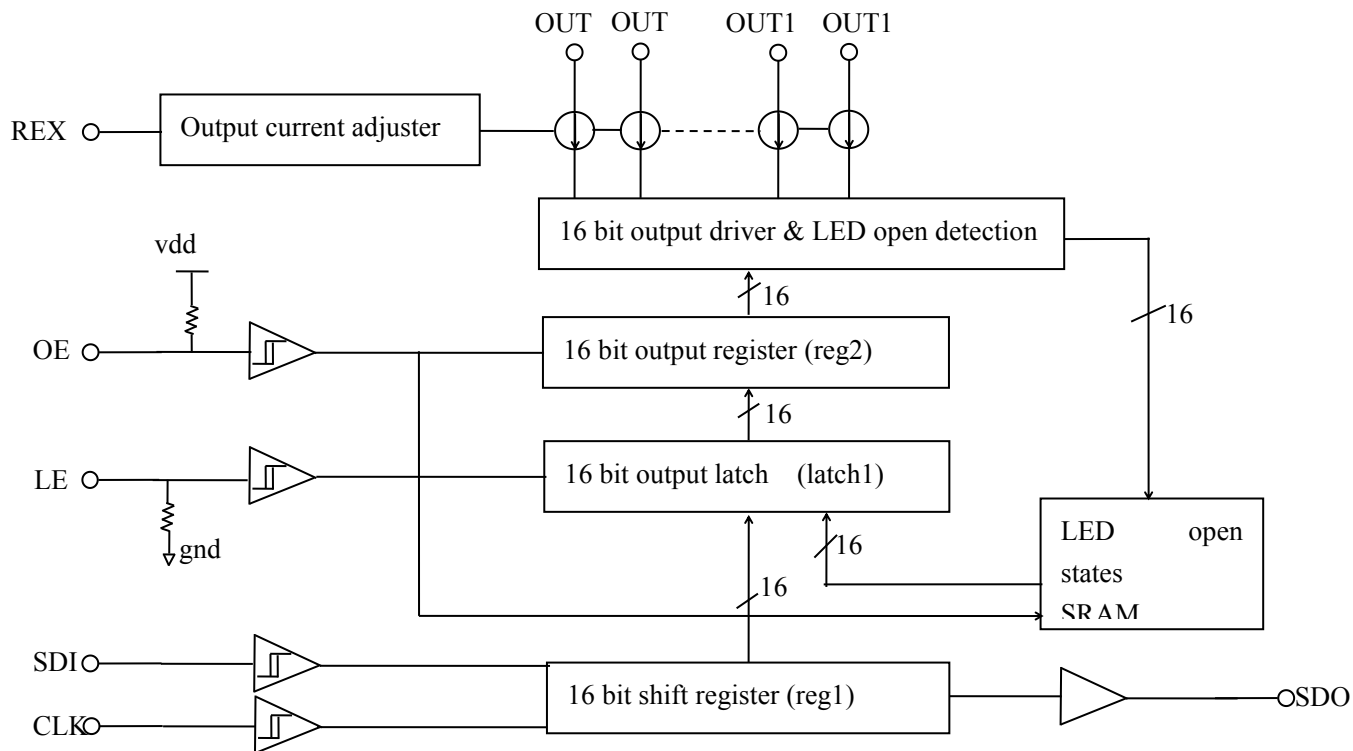 OUT OUT OUT1 OUT1
REX
Output current adjuster
16 bit output driver & LED open detection
vdd
16
16
OE
16 bit output register (reg2)
16
LE
16 bit output latch (latch1)
gnd
16
LED open
states
SRAM
16
SDI
16 bit shift register (reg1)
SDO
CLK